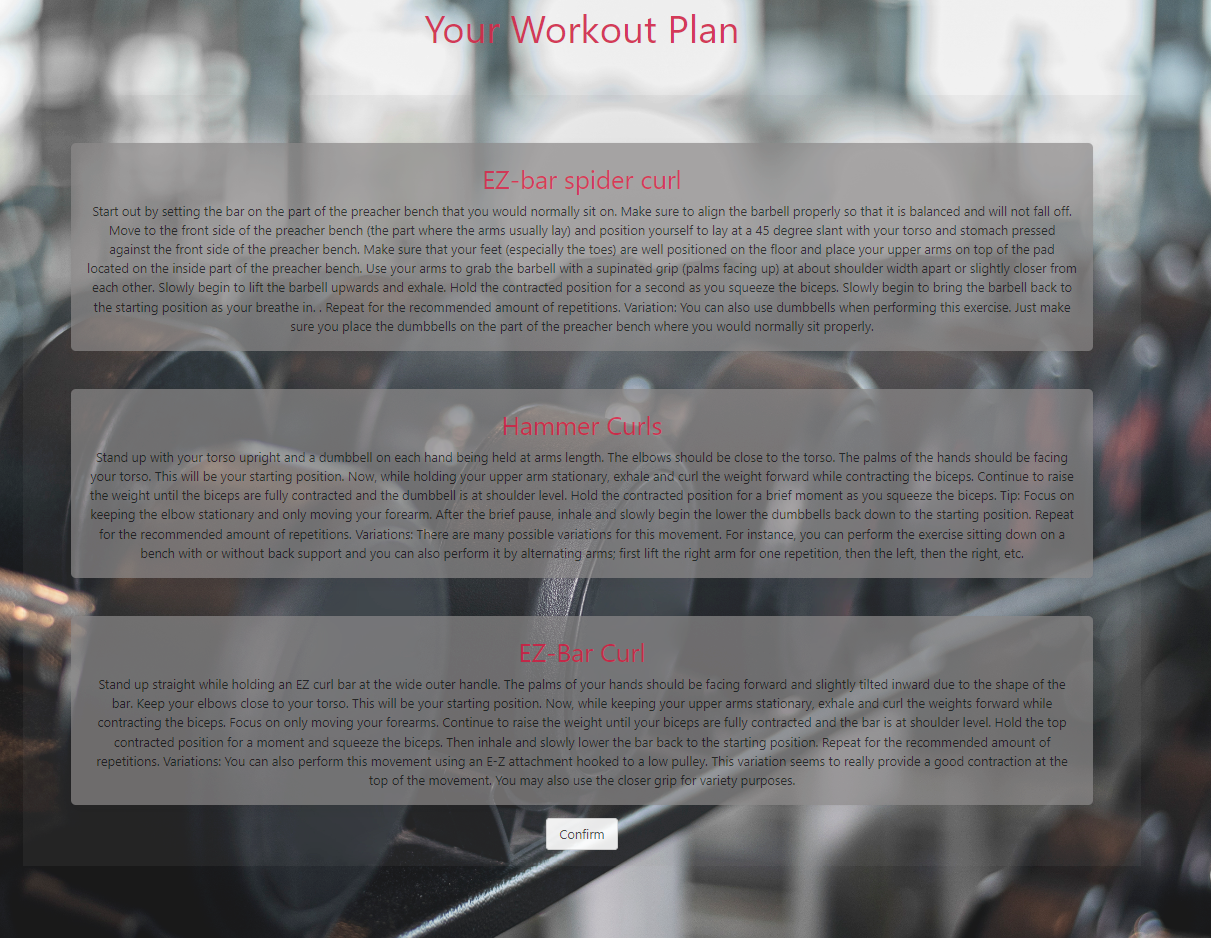 Your Workout Plan
EZ-bar spider curl
Start out by setting the bar on the part of the preacher bench that you would normally sit on. Make sure to align the barbell properly so that it is balanced and will not fall off.
Move to the front side of the preacher bench (the part where the arms usually lay) and position yourself to lay at a 45 degree slant with your torso and stomach pressed
against the front side of the preacher bench. Make sure that your feet (especially the toes) are well positioned on the floor and place your upper arms on top of the pad
located on the inside part of the preacher bench. Use your arms to grab the barbell with a supinated grip (palms facing up) at about shoulder width apart or slightly closer from
each other. Slowly begin to lift the barbell upwards and exhale. Hold the contracted position for a second as you squeeze the biceps. Slowly begin to bring the barbell back to
the starting position as your breathe in. . Repeat for the recommended amount of repetitions. Variation: You can also use dumbbells when performing this exercise. Just make
sure you place the dumbbells on the part of the preacher bench where you would normally sit properly.
Hammer Curls
Stand up with your torso upright and a dumbbell on each hand being held at arms length. The elbows should be close to the torso. The palms of the hands should be facing
your torso. This will be your starting position. Now, while holding your upper arm stationary, exhale and curl the weight forward while contracting the biceps. Continue to raise
the weight until the biceps are fully contracted and the dumbbell is at shoulder level. Hold the contracted position for a brief moment as you squeeze the biceps. Tip: Focus on
keeping the elbow stationary and only moving your forearm. After the brief pause, inhale and slowly begin the lower the dumbbells back down to the starting position. Repeat
for the recommended amount of repetitions. Variations: There are many possible variations for this movement. For instance, you can perform the exercise sitting down on a
bench with or without back support and you can also perform it by alternating arms; first lift the right arm for one repetition, then the left, then the right, etc.
EZ-Bar Curl
Stand up straight while holding an EZ curl bar at the wide outer handle. The palms of your hands should be facing forward and slightly tilted inward due to the shape of the
bar. Keep your elbows close to your torso. This will be your starting position. Now, while keeping your upper arms stationary, exhale and curl the weights forward while
contracting the biceps. Focus on only moving your forearms. Continue to raise the weight until your biceps are fully contracted and the bar is at shoulder level. Hold the top
contracted position for a moment and squeeze the biceps. Then inhale and slowly lower the bar back to the starting position. Repeat for the recommended amount of
repetitions. Variations: You can also perform this movement using an E-Z attachment hooked to a low pulley. This variation seems to really provide a good contraction at the
top of the movement. You may also use the closer grip for variety purposes.
Confirm